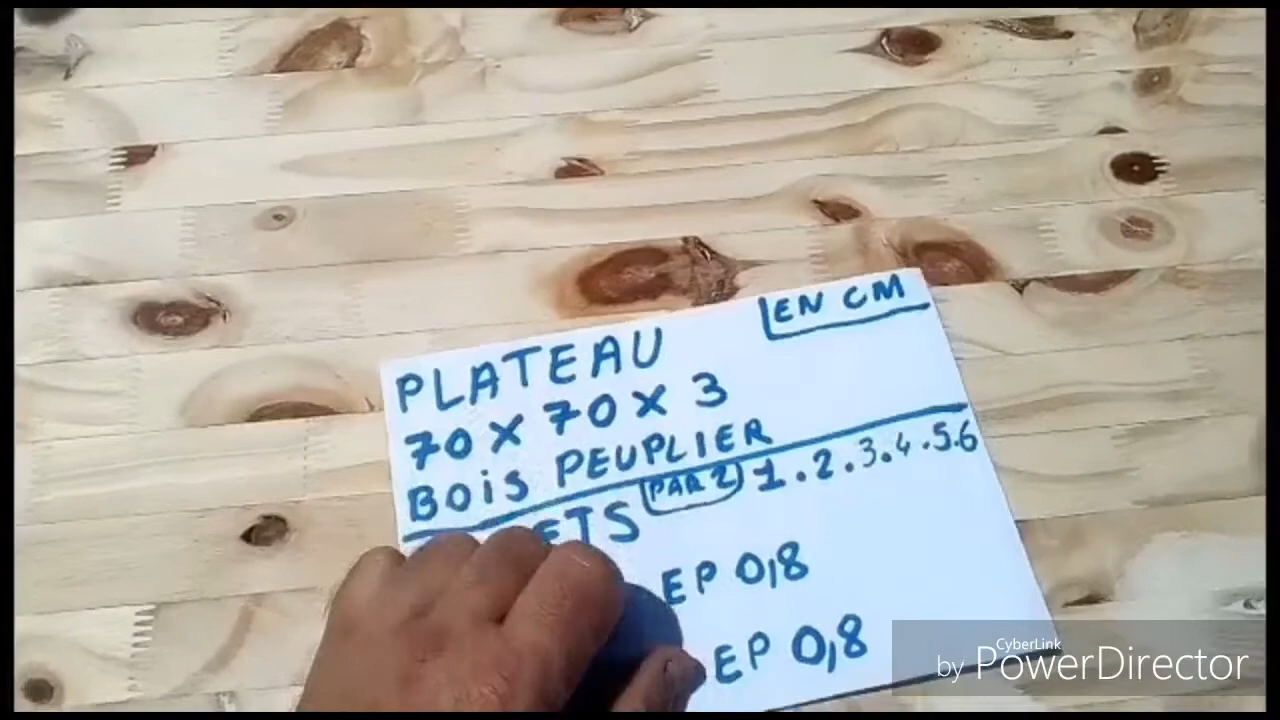 EN CM
PLATEAU
70 X 70 X 3
BOiS PEUPLIER
PAR 2 1.2.3.4.5.6
EP 0,8
EP 0,8
CyberLink
by PowerDirector